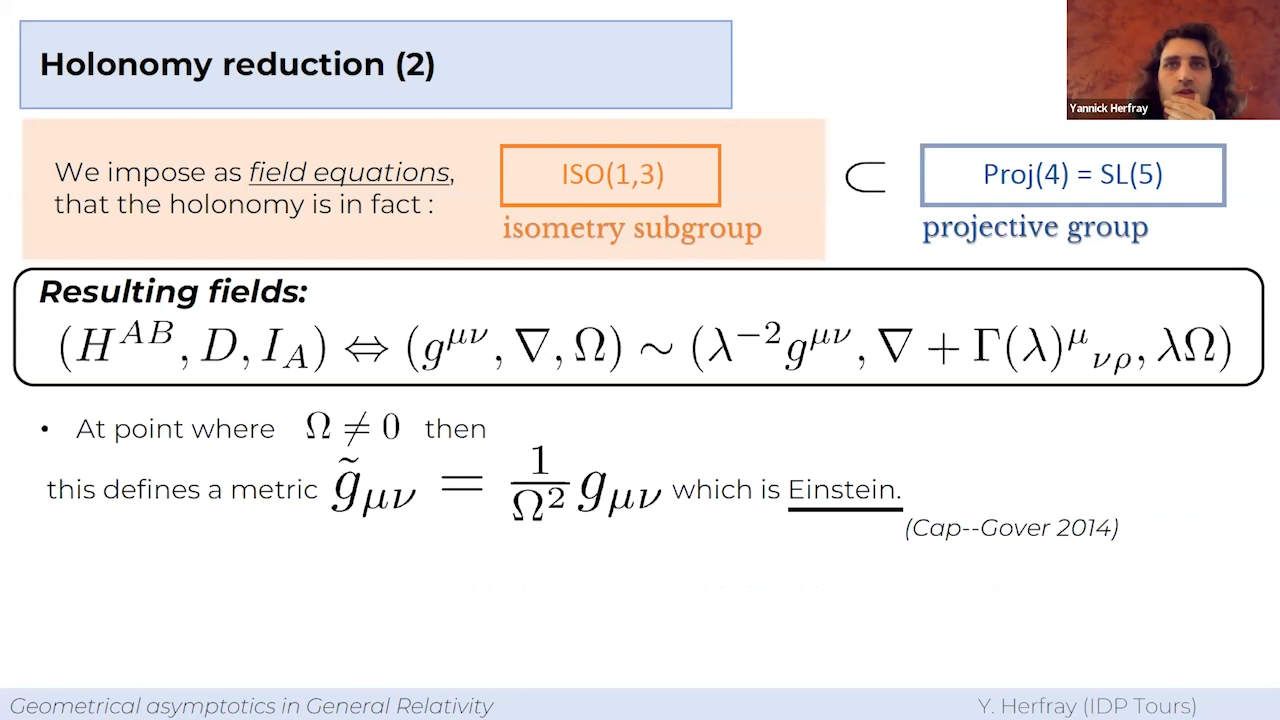 Holonomy reduction (2)
Yannick Herfray
We impose as field equations,
that the holonomy is in fact :
ISO(1,3)
isometry subgroup
⊂
Proj(4) = SL(5)
projective group
Resulting fields:
(H^{AB}, D, I_A) ⇔ (g^{μν}, ∇, Ω) ∼ (λ^{-2}g^{μν}, ∇ + Γ(λ)^μ_{νρ}, λΩ)
• At point where Ω ≠ 0 then
this defines a metric g̃_{μν} = 1/Ω² g_{μν} which is Einstein.
(Cap--Gover 2014)
Geometrical asymptotics in General Relativity
Y. Herfray (IDP Tours)